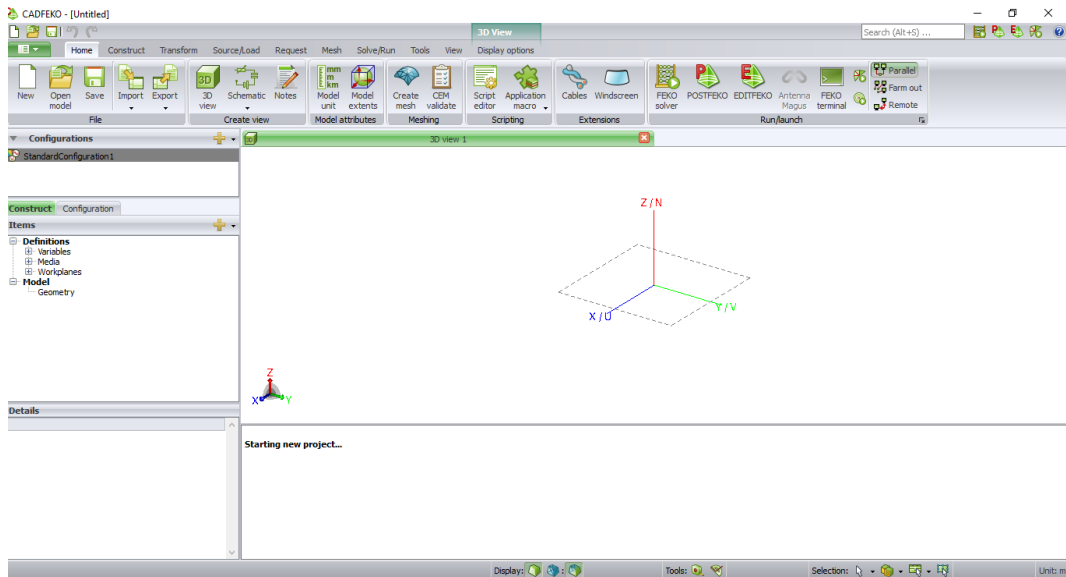 CADFEKO - [Untitled]
3D View
Search (Alt+S) ...
Home Construct Transform Source/Load Request Mesh Solve/Run Tools View Display options
New
Open model
Save
Import
Export
File
3D
3D view
Schematic
Notes
Create view
mm
m
km
Model unit
Model extents
Model attributes
Create mesh
CEM validate
Meshing
Script editor
Application macro
Scripting
Cables
Windscreen
Extensions
FEKO solver
POSTFEKO
EDITFEKO
Antenna Magus
FEKO terminal
Parallel
Farm out
Remote
Run/launch
Configurations
StandardConfiguration1
Construct Configuration
Items
Definitions
Variables
Media
Workplanes
Model
Geometry
Details
3D view 1
Z / N
X / U
Y / V
Z
X
Y
Starting new project...
Display:
Tools:
Selection:
Unit: m